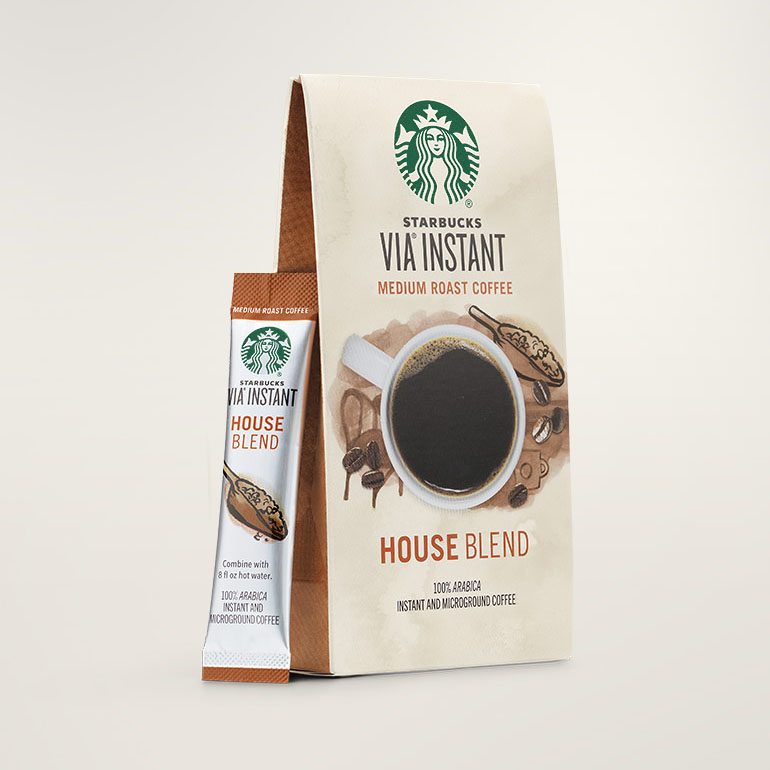 STARBUCKS
VIA® INSTANT
MEDIUM ROAST COFFEE
HOUSE BLEND
100% ARABICA
INSTANT AND MICROGROUND COFFEE
MEDIUM ROAST COFFEE
STARBUCKS
VIA® INSTANT
HOUSE
BLEND
Combine with
8 fl oz hot water.
100% ARABICA
INSTANT AND
MICROGROUND COFFEE